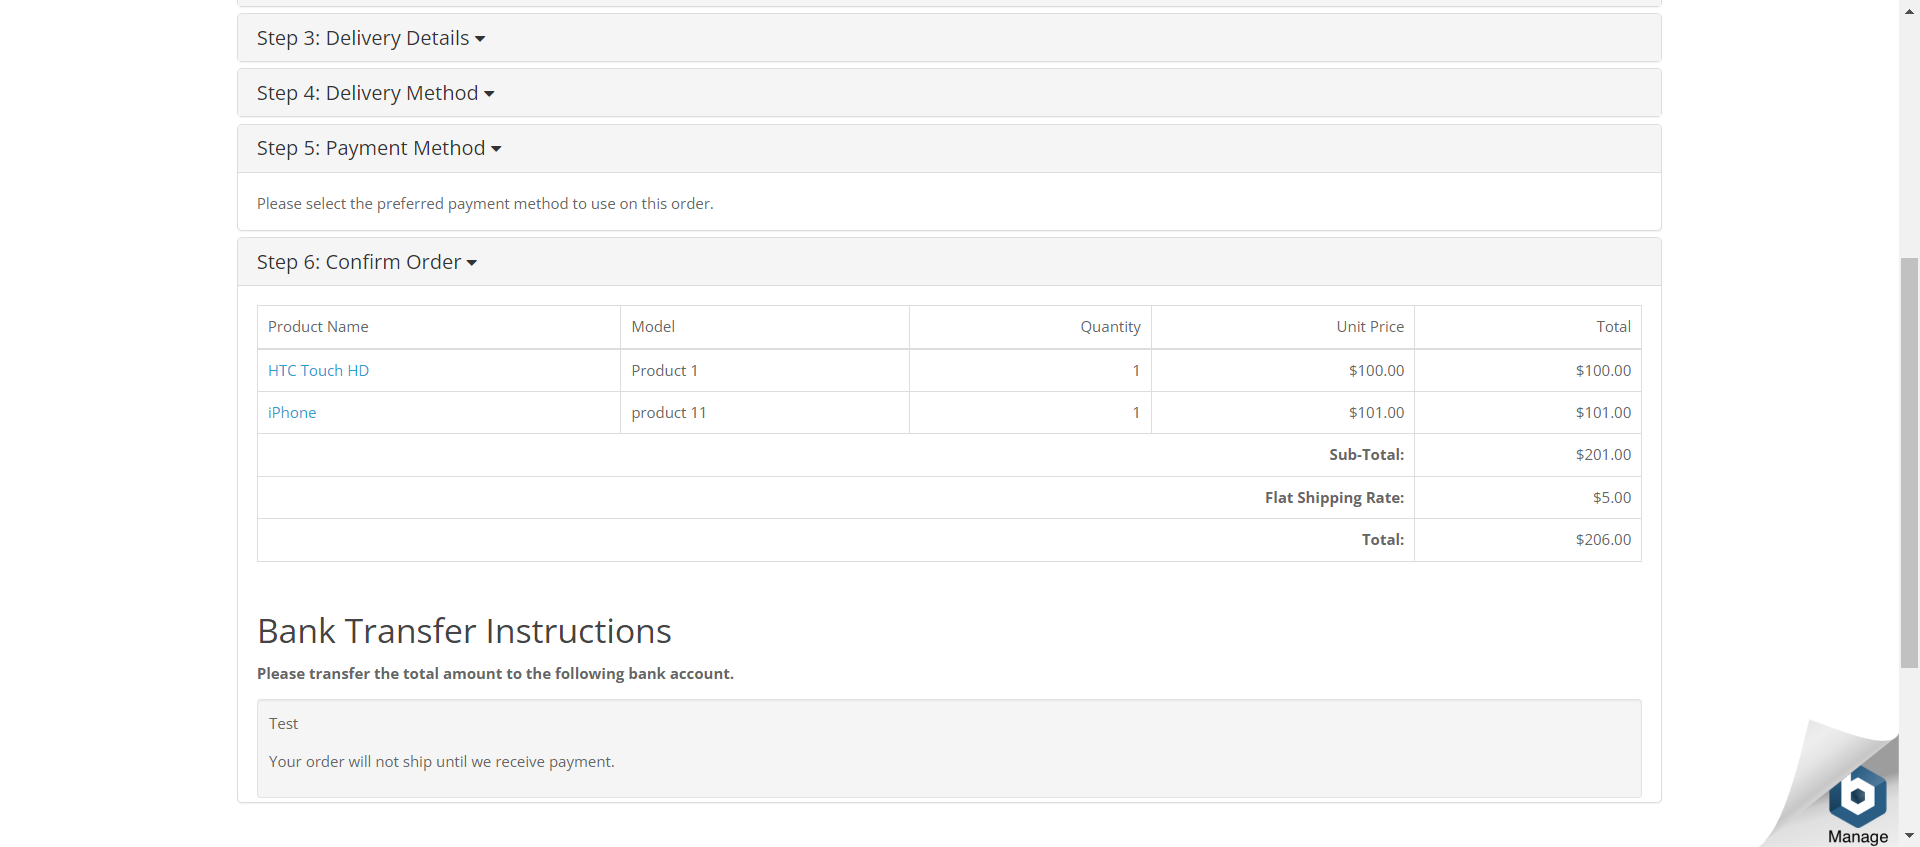 Step 3: Delivery Details
Step 4: Delivery Method
Step 5: Payment Method
Please select the preferred payment method to use on this order.
Step 6: Confirm Order
Product Name Model Quantity Unit Price Total
HTC Touch HD Product 1 1 $100.00 $100.00
iPhone product 11 1 $101.00 $101.00
Sub-Total: $201.00
Flat Shipping Rate: $5.00
Total: $206.00
Bank Transfer Instructions
Please transfer the total amount to the following bank account.
Test
Your order will not ship until we receive payment.
b
Manage